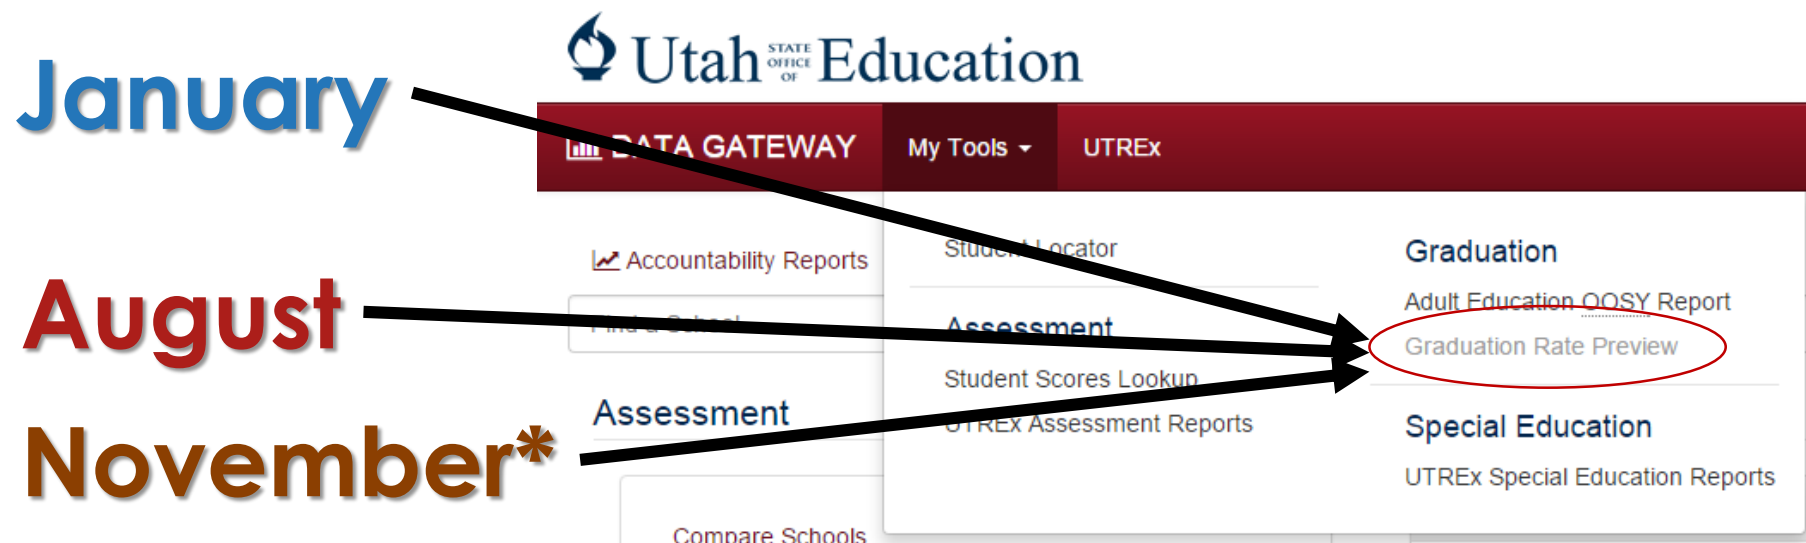 January
August
November*
Utah STATE OFFICE OF Education
DATA GATEWAY
My Tools
UTREx
Accountability Reports
Find a School
Assessment
Compare Schools
Student Locator
Assessment
Student Scores Lookup
UTREx Assessment Reports
Graduation
Adult Education OOSY Report
Graduation Rate Preview
Special Education
UTREx Special Education Reports